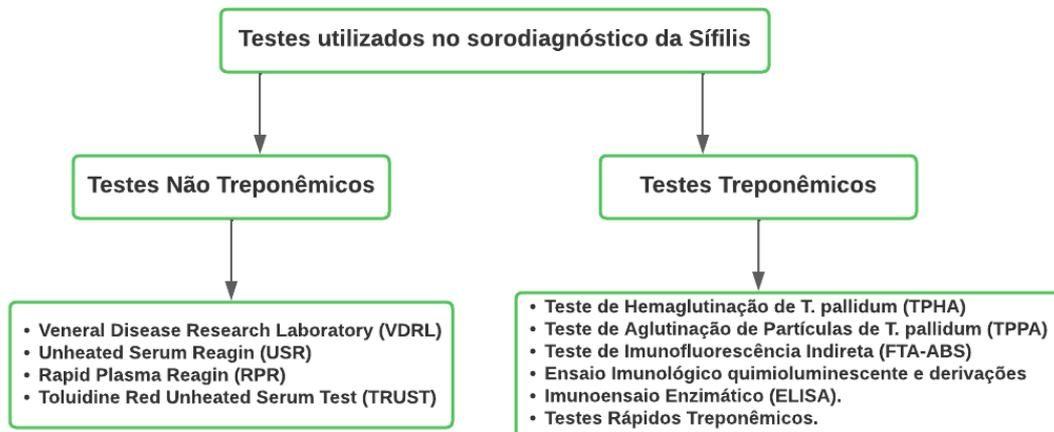 Testes utilizados no sorodiagnóstico da Sífilis
Testes Não Treponêmicos
Testes Treponêmicos
• Veneral Disease Research Laboratory (VDRL)
• Unheated Serum Reagin (USR)
• Rapid Plasma Reagin (RPR)
• Toluidine Red Unheated Serum Test (TRUST)
• Teste de Hemaglutinação de T. pallidum (TPHA)
• Teste de Aglutinação de Partículas de T. pallidum (TPPA)
• Teste de Imunofluorescência Indireta (FTA-ABS)
• Ensaio Imunológico quimioluminescente e derivações
• Imunoensaio Enzimático (ELISA).
• Testes Rápidos Treponêmicos.